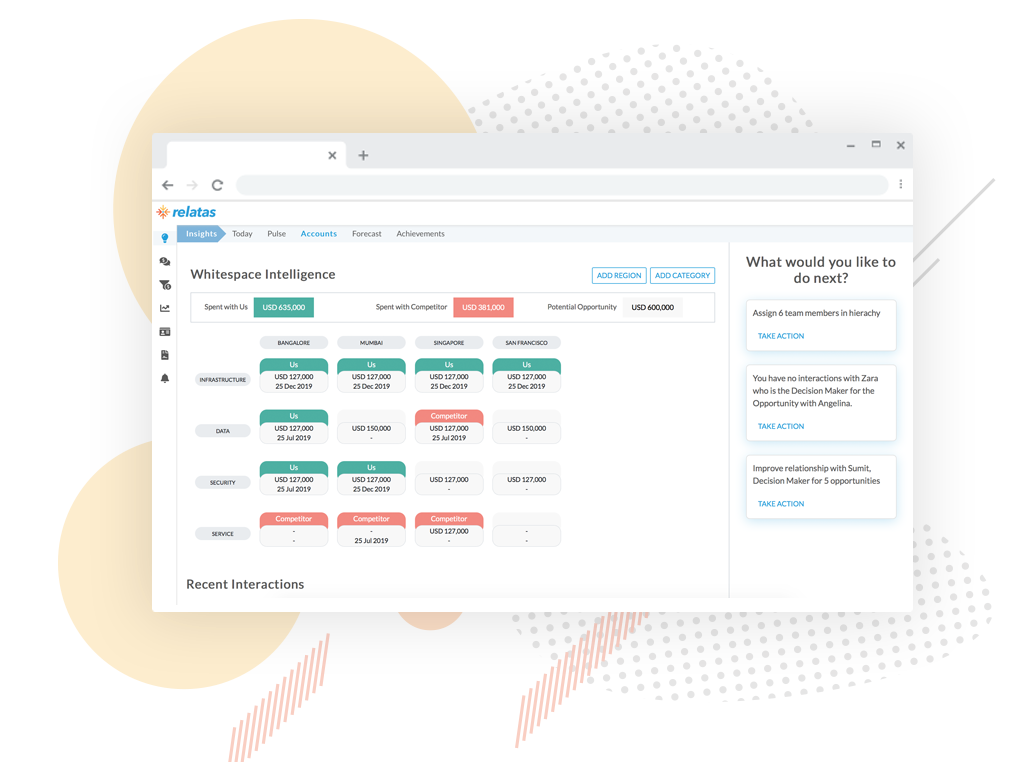 relatas
Insights Today Pulse Accounts Forecast Achievements
Whitespace Intelligence
ADD REGION ADD CATEGORY
Spent with Us USD 635,000 Spent with Competitor USD 381,000 Potential Opportunity USD 600,000
BANGALORE MUMBAI SINGAPORE SAN FRANCISCO
Us Us Us Us
INFRASTRUCTURE USD 127,000 USD 127,000 USD 127,000 USD 127,000
25 Dec 2019 25 Dec 2019 25 Dec 2019 25 Dec 2019
Us Competitor
DATA USD 127,000 USD 150,000 USD 127,000 USD 150,000
25 Jul 2019 - 25 Jul 2019 -
Us Us
SECURITY USD 127,000 USD 127,000 USD 127,000 USD 127,000
25 Jul 2019 25 Dec 2019 - -
Competitor Competitor Competitor
SERVICE - - USD 127,000 -
- 25 Jul 2019 - -
Recent Interactions
What would you like to
do next?
Assign 6 team members in hierachy
TAKE ACTION
You have no interactions with Zara
who is the Decision Maker for the
Opportunity with Angelina.
TAKE ACTION
Improve relationship with Sumit,
Decision Maker for 5 opportunities
TAKE ACTION